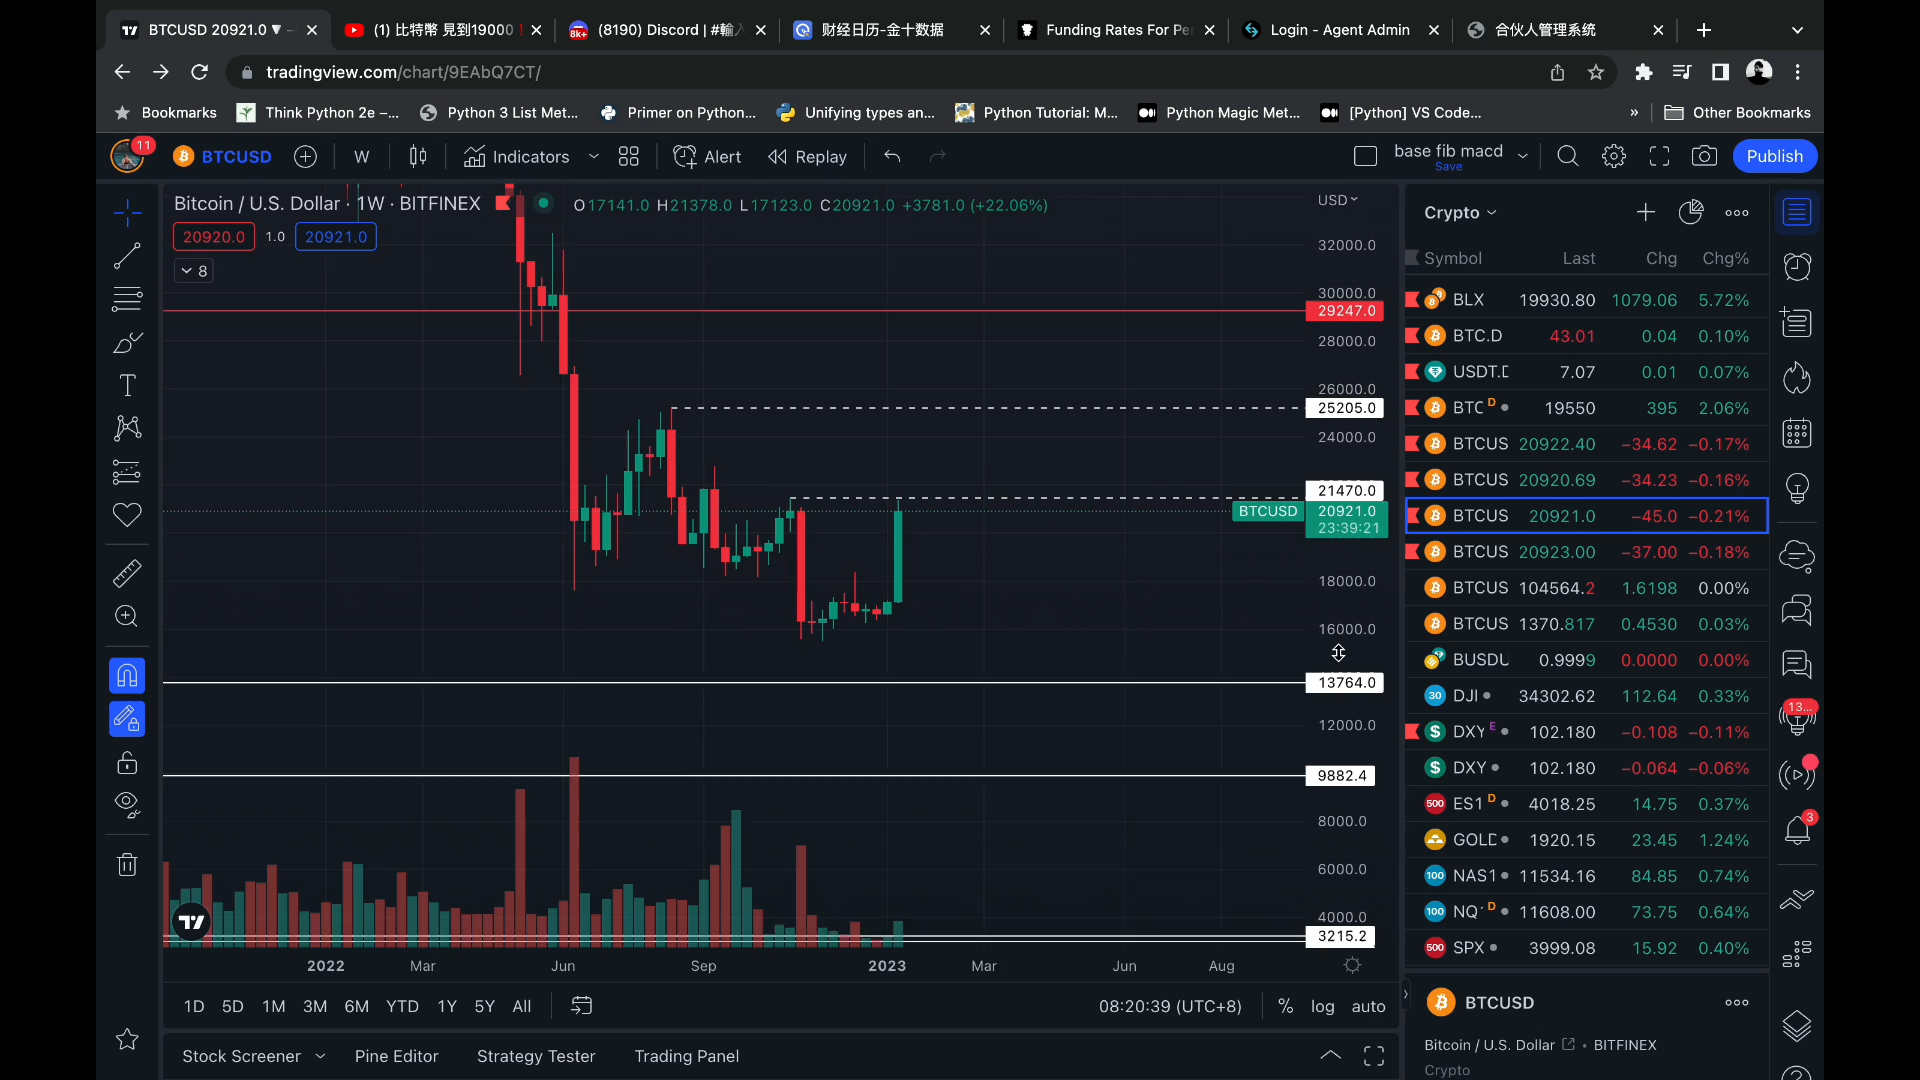 BTCUSD 20921.0 ▼ –
(1) 比特幣 見到19000
(8190) Discord | #輸入
财经日历-金十数据
Funding Rates For Pe
Login - Agent Admin
合伙人管理系统
tradingview.com/chart/9EAbQ7CT/
Bookmarks
Think Python 2e –...
Python 3 List Met...
Primer on Python...
Unifying types an...
Python Tutorial: M...
Python Magic Met...
[Python] VS Code...
»
Other Bookmarks
11
BTCUSD
W
Indicators
Alert
Replay
base fib macd
Save
Publish
Bitcoin / U.S. Dollar · 1W · BITFINEX
O17141.0 H21378.0 L17123.0 C20921.0 +3781.0 (+22.06%)
20920.0 1.0 20921.0
8
USD
32000.0
30000.0
29247.0
28000.0
26000.0
25205.0
24000.0
21470.0
BTCUSD 20921.0
23:39:21
18000.0
16000.0
13764.0
12000.0
9882.4
8000.0
6000.0
4000.0
3215.2
2022 Mar Jun Sep 2023 Mar Jun Aug
1D 5D 1M 3M 6M YTD 1Y 5Y All
08:20:39 (UTC+8)
% log auto
Stock Screener
Pine Editor
Strategy Tester
Trading Panel
Crypto
Symbol Last Chg Chg%
BLX 19930.80 1079.06 5.72%
BTC.D 43.01 0.04 0.10%
USDT.D 7.07 0.01 0.07%
BTC D 19550 395 2.06%
BTCUS 20922.40 −34.62 −0.17%
BTCUS 20920.69 −34.23 −0.16%
BTCUS 20921.0 −45.0 −0.21%
BTCUS 20923.00 −37.00 −0.18%
BTCUS 104564.2 1.6198 0.00%
BTCUS 1370.817 0.4530 0.03%
BUSDU 0.9999 0.0000 0.00%
30 DJI 34302.62 112.64 0.33%
DXY E 102.180 −0.108 −0.11%
DXY 102.180 −0.064 −0.06%
500 ES1 D 4018.25 14.75 0.37%
GOLD 1920.15 23.45 1.24%
100 NAS1 11534.16 84.85 0.74%
100 NQ D 11608.00 73.75 0.64%
500 SPX 3999.08 15.92 0.40%
13...
3
BTCUSD
Bitcoin / U.S. Dollar • BITFINEX
Crypto